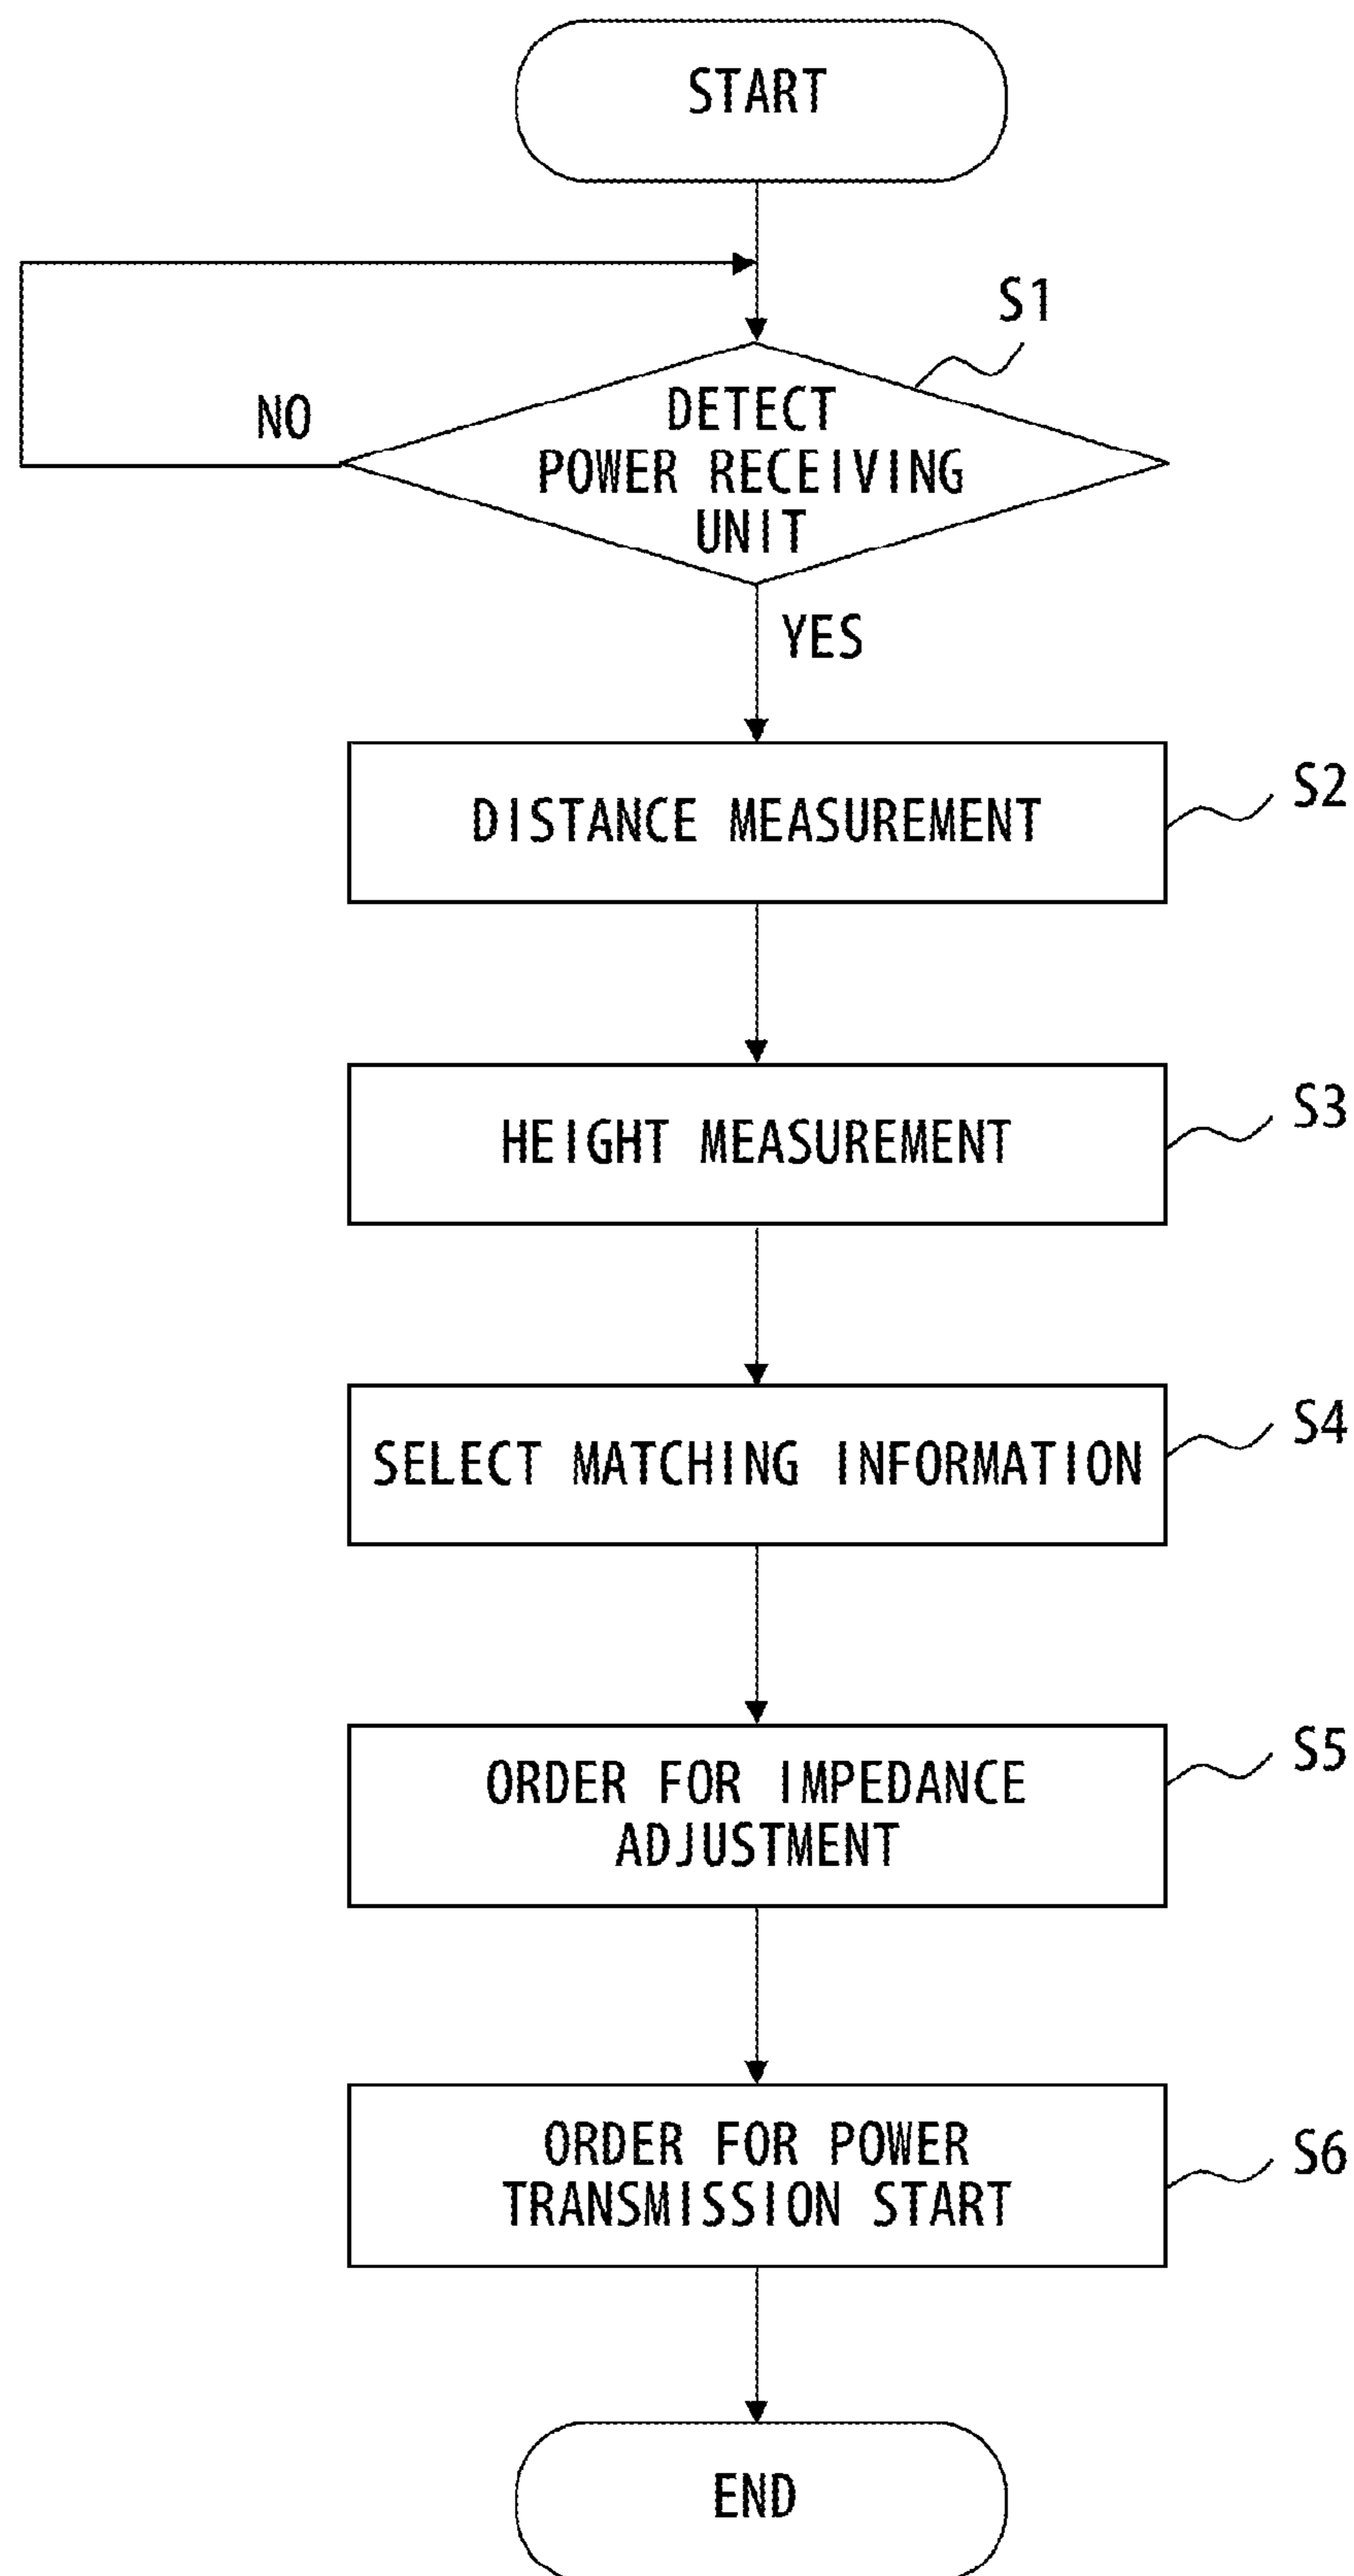 START
S1
NO
DETECT
POWER RECEIVING
UNIT
YES
DISTANCE MEASUREMENT
S2
HEIGHT MEASUREMENT
S3
SELECT MATCHING INFORMATION
S4
ORDER FOR IMPEDANCE
ADJUSTMENT
S5
ORDER FOR POWER
TRANSMISSION START
S6
END